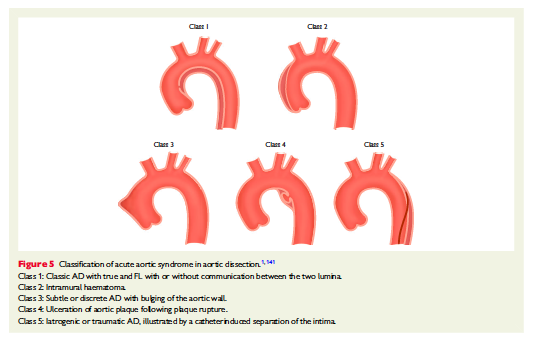 Class 1
Class 2
Class 3
Class 4
Class 5
Figure 5 Classification of acute aortic syndrome in aortic dissection.1,141
Class 1: Classic AD with true and FL with or without communication between the two lumina.
Class 2: Intramural haematoma.
Class 3: Subtle or discrete AD with bulging of the aortic wall.
Class 4: Ulceration of aortic plaque following plaque rupture.
Class 5: Iatrogenic or traumatic AD, illustrated by a catheter-induced separation of the intima.